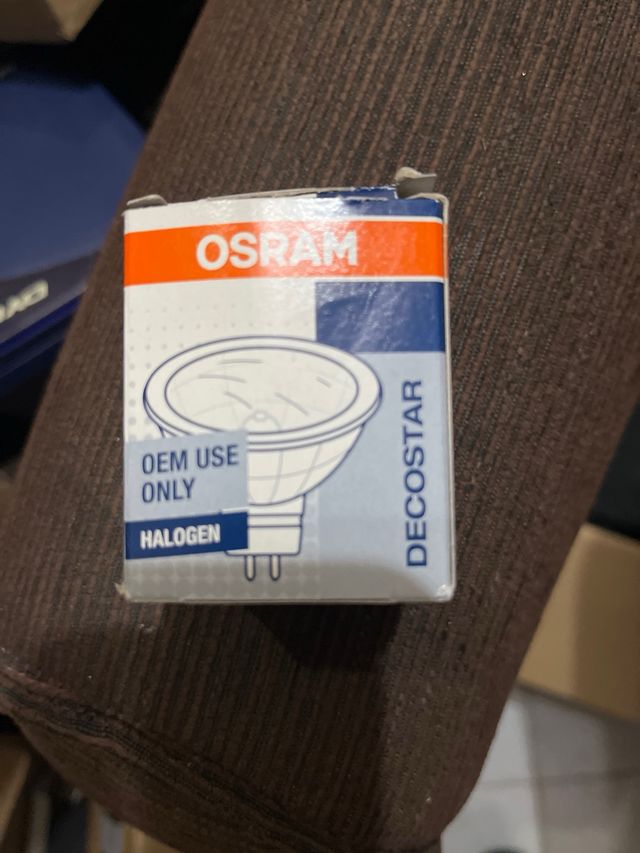 OSRAM
OEM USE
ONLY
HALOGEN
DECOSTAR